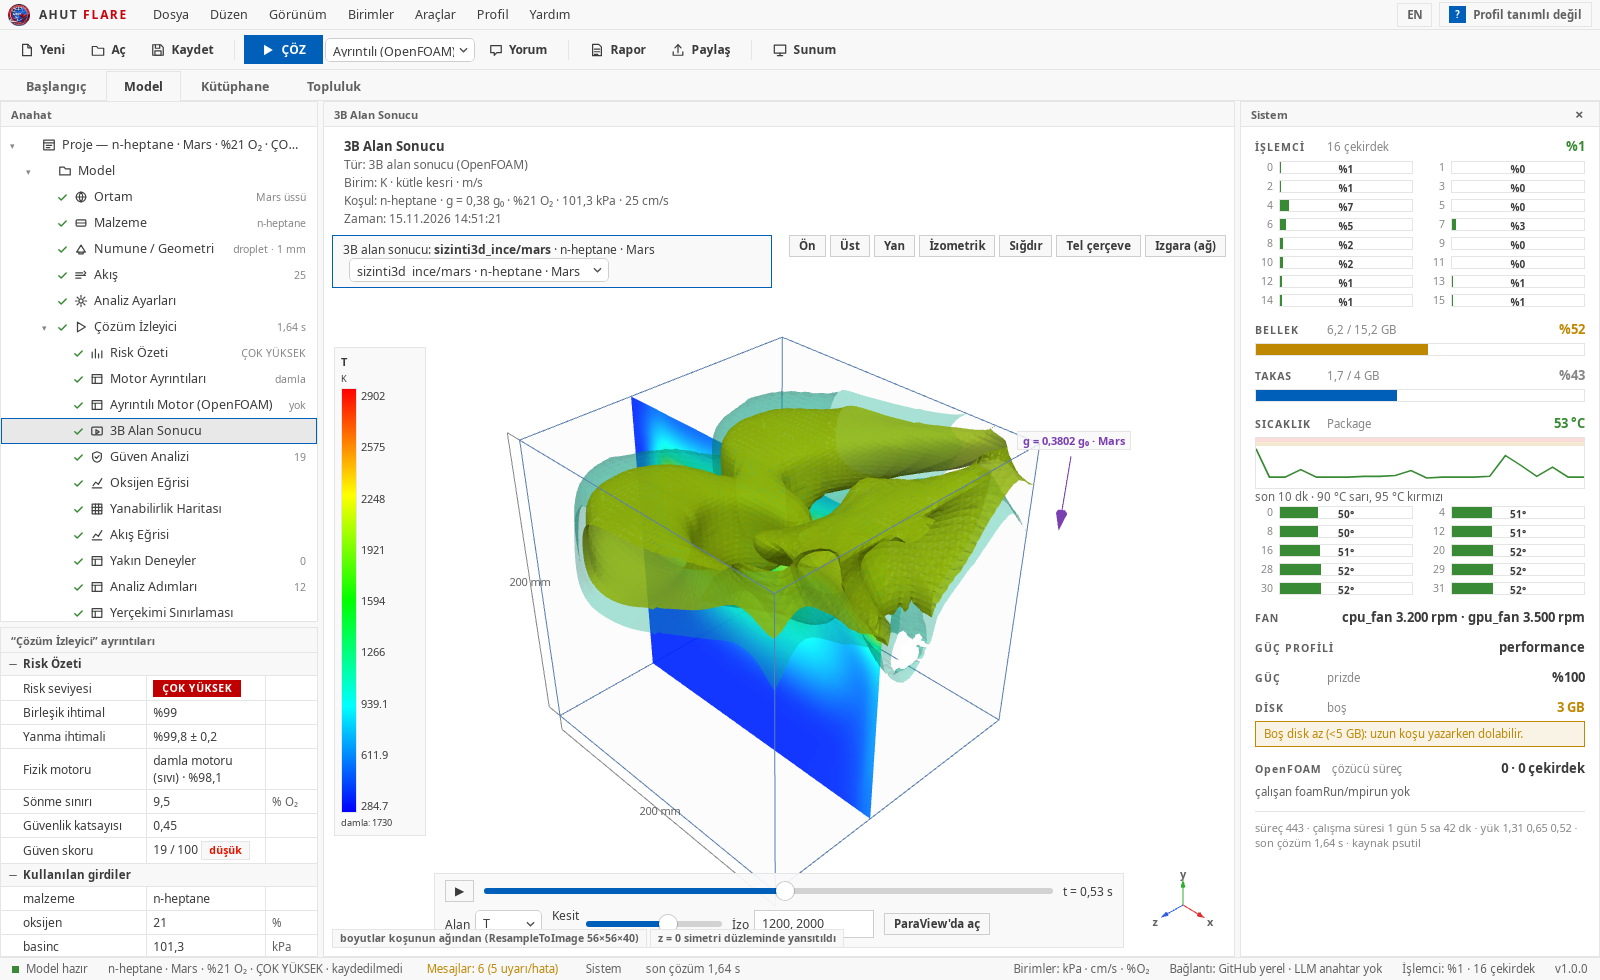 AHUT FLARE
Dosya Düzen Görünüm Birimler Araçlar Profil Yardım
EN ? Profil tanımlı değil
Yeni Aç Kaydet ÇÖZ Ayrıntılı (OpenFOAM) Yorum Rapor Paylaş Sunum
Başlangıç Model Kütüphane Topluluk
Anahat
Proje — n-heptane · Mars · %21 O₂ · ÇO...
Model
Ortam Mars üssü
Malzeme n-heptane
Numune / Geometri droplet · 1 mm
Akış 25
Analiz Ayarları
Çözüm İzleyici 1,64 s
Risk Özeti ÇOK YÜKSEK
Motor Ayrıntıları damla
Ayrıntılı Motor (OpenFOAM) yok
3B Alan Sonucu
Güven Analizi 19
Oksijen Eğrisi
Yanabilirlik Haritası
Akış Eğrisi
Yakın Deneyler 0
Analiz Adımları 12
Yerçekimi Sınırlaması
“Çözüm İzleyici” ayrıntıları
Risk Özeti
Risk seviyesi ÇOK YÜKSEK
Birleşik ihtimal %99
Yanma ihtimali %99,8 ± 0,2
Fizik motoru damla motoru (sıvı) · %98,1
Sönme sınırı 9,5 % O₂
Güvenlik katsayısı 0,45
Güven skoru 19 / 100 düşük
Kullanılan girdiler
malzeme n-heptane
oksijen 21 %
basinc 101,3 kPa
3B Alan Sonucu
3B Alan Sonucu
Tür: 3B alan sonucu (OpenFOAM)
Birim: K · kütle kesri · m/s
Koşul: n-heptane · g = 0,38 g₀ · %21 O₂ · 101,3 kPa · 25 cm/s
Zaman: 15.11.2026 14:51:21
3B alan sonucu: sizinti3d_ince/mars · n-heptane · Mars
sizinti3d_ince/mars · n-heptane · Mars
Ön Üst Yan İzometrik Sığdır Tel çerçeve Izgara (ağ)
T
K
2902
2575
2248
1921
1594
1266
939.1
611.9
284.7
damla: 1730
g = 0,3802 g₀ · Mars
200 mm
200 mm
t = 0,53 s
Alan T Kesit İzo 1200, 2000 ParaView'da aç
boyutlar koşunun ağından (ResampleToImage 56×56×40) z = 0 simetri düzleminde yansıtıldı
y
z x
Sistem ×
İŞLEMCİ 16 çekirdek %1
0 %1 1 %0
2 %1 3 %0
4 %7 5 %0
6 %5 7 %3
8 %2 9 %0
10 %2 11 %0
12 %1 13 %1
14 %1 15 %1
BELLEK 6,2 / 15,2 GB %52
TAKAS 1,7 / 4 GB %43
SICAKLIK Package 53 °C
son 10 dk · 90 °C sarı, 95 °C kırmızı
0 50° 4 51°
8 50° 12 51°
16 51° 20 52°
28 52° 29 52°
30 52° 31 52°
FAN cpu_fan 3.200 rpm · gpu_fan 3.500 rpm
GÜÇ PROFİLİ performance
GÜÇ prizde %100
DİSK boş 3 GB
Boş disk az (<5 GB): uzun koşu yazarken dolabilir.
OpenFOAM çözücü süreç 0 · 0 çekirdek
çalışan foamRun/mpirun yok
süreç 443 · çalışma süresi 1 gün 5 sa 42 dk · yük 1,31 0,65 0,52 ·
son çözüm 1,64 s · kaynak psutil
Model hazır n-heptane · Mars · %21 O₂ · ÇOK YÜKSEK · kaydedilmedi Mesajlar: 6 (5 uyarı/hata) Sistem son çözüm 1,64 s Birimler: kPa · cm/s · %O₂ Bağlantı: GitHub yerel · LLM anahtar yok İşlemci: %1 · 16 çekirdek v1.0.0